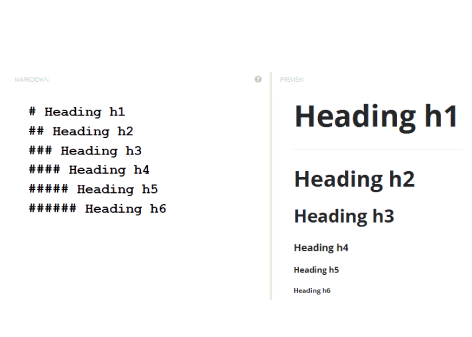 MARKDOWN
?
# Heading h1
## Heading h2
### Heading h3
#### Heading h4
##### Heading h5
###### Heading h6
PREVIEW
Heading h1
Heading h2
Heading h3
Heading h4
Heading h5
Heading h6